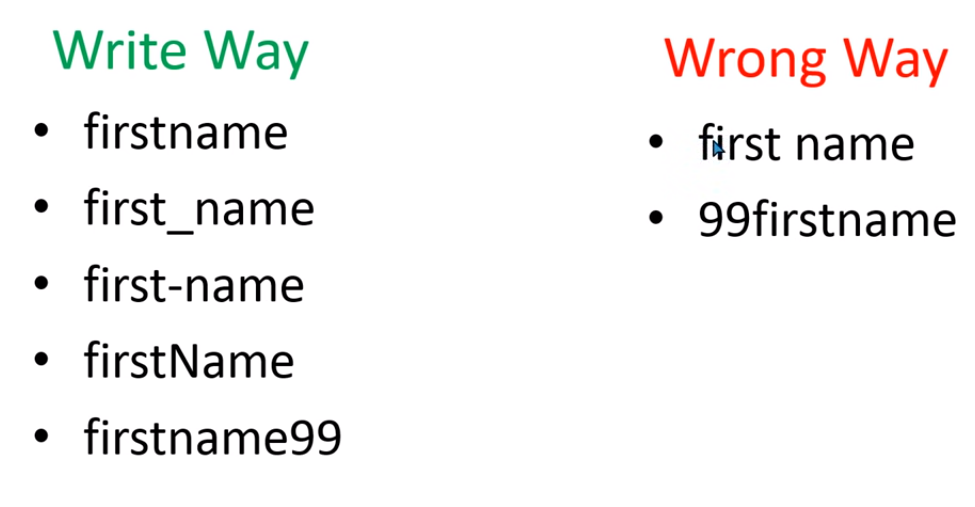 Write Way
• firstname
• first_name
• first-name
• firstName
• firstname99
Wrong Way
• first name
• 99firstname